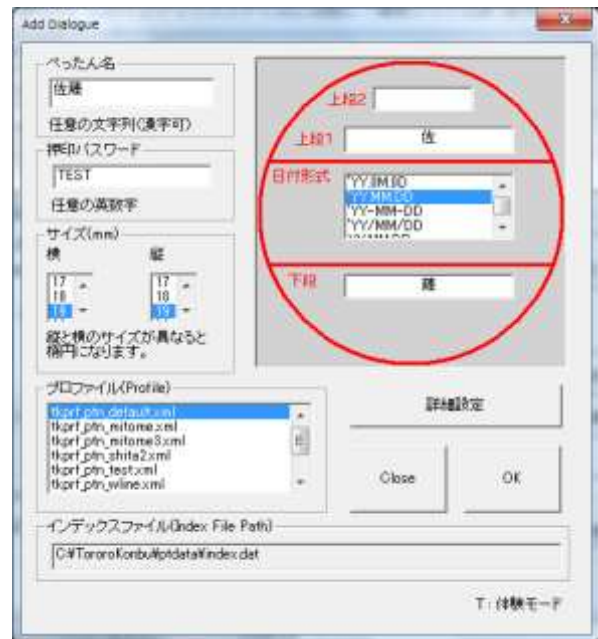 Add Dialogue
ぺったん名
佐藤
任意の文字列(漢字可)
押印パスワード
TEST
任意の英数字
サイズ(mm)
横 縦
17 17
18 18
19 19
縦と横のサイズが異なると
楕円になります。
上段2
上段1 佐
日付形式
'YY.MM.DD
'YY-MM-DD
'YY/MM/DD
下段 藤
プロファイル(Profile)
tkprf_ptn_default.xml
tkprf_ptn_mitome.xml
tkprf_ptn_mitome3.xml
tkprf_ptn_shita2.xml
tkprf_ptn_test.xml
tkprf_ptn_wline.xml
詳細設定
Close OK
インデックスファイル(Index File Path)
C:¥TororoKonbu¥ptdata¥index.dat
T : 体験モード